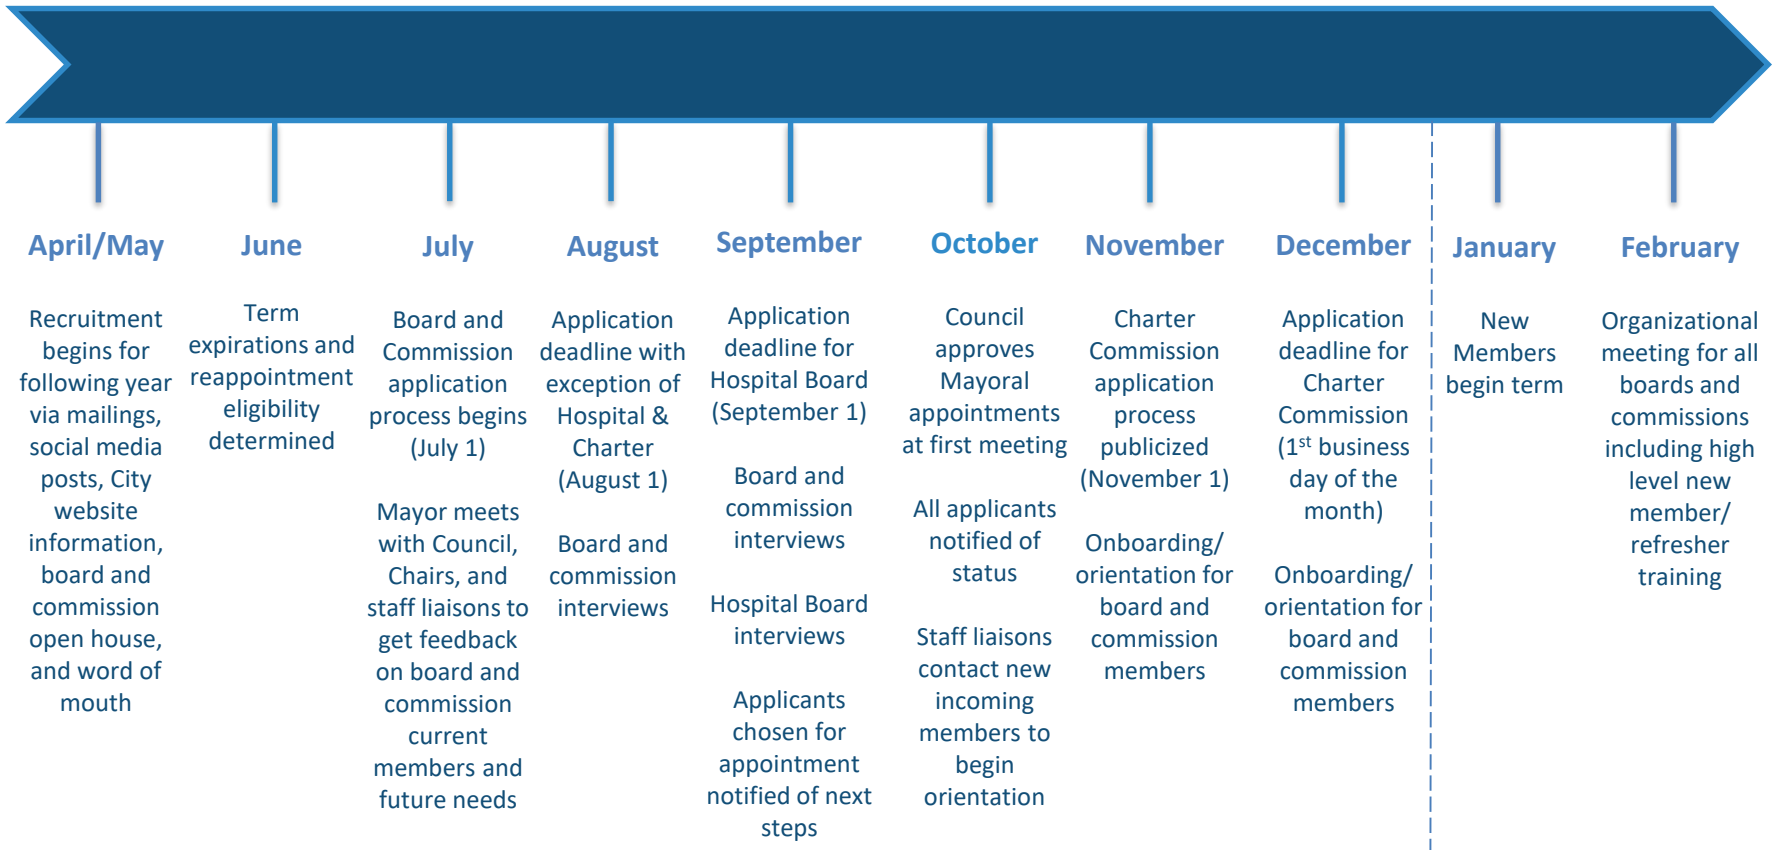 April/May
Recruitment
begins for
following year
via mailings,
social media
posts, City
website
information,
board and
commission
open house,
and word of
mouth
June
Term
expirations and
reappointment
eligibility
determined
July
Board and
Commission
application
process begins
(July 1)
Mayor meets
with Council,
Chairs, and
staff liaisons to
get feedback
on board and
commission
current
members and
future needs
August
Application
deadline with
exception of
Hospital &
Charter
(August 1)
Board and
commission
interviews
September
Application
deadline for
Hospital Board
(September 1)
Board and
commission
interviews
Hospital Board
interviews
Applicants
chosen for
appointment
notified of next
steps
October
Council
approves
Mayoral
appointments
at first meeting
All applicants
notified of
status
Staff liaisons
contact new
incoming
members to
begin
orientation
November
Charter
Commission
application
process
publicized
(November 1)
Onboarding/
orientation for
board and
commission
members
December
Application
deadline for
Charter
Commission
(1st business
day of the
month)
Onboarding/
orientation for
board and
commission
members
January
New
Members
begin term
February
Organizational
meeting for all
boards and
commissions
including high
level new
member/
refresher
training